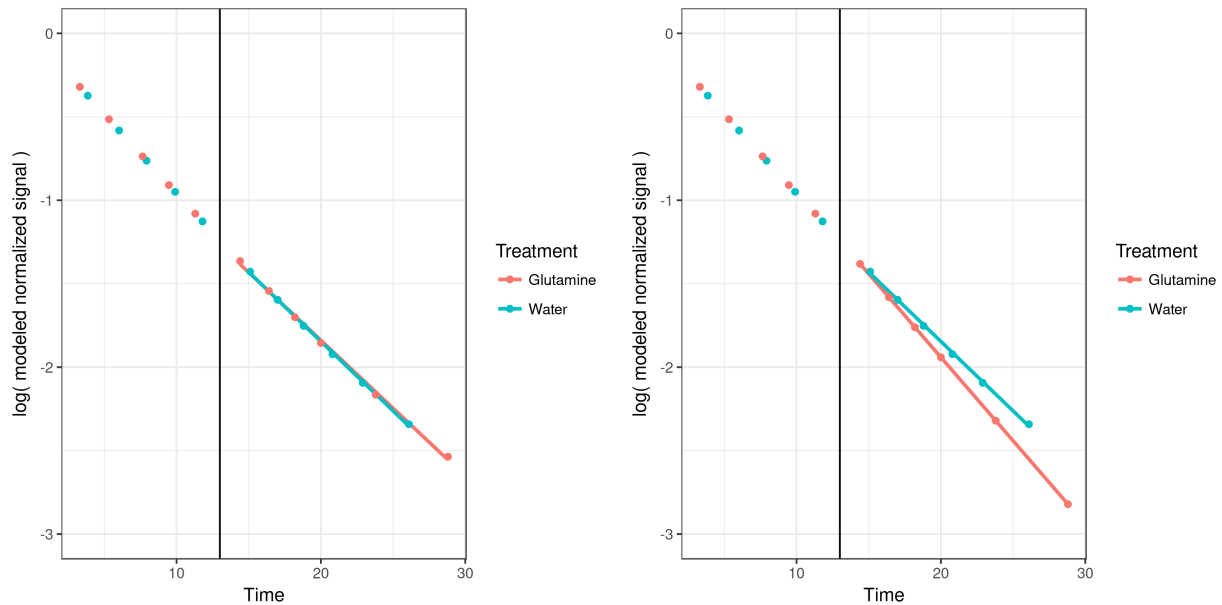 log( modeled normalized signal )
0
-1
-2
-3
10
20
30
Time
Treatment
Glutamine
Water
log( modeled normalized signal )
0
-1
-2
-3
10
20
30
Time
Treatment
Glutamine
Water